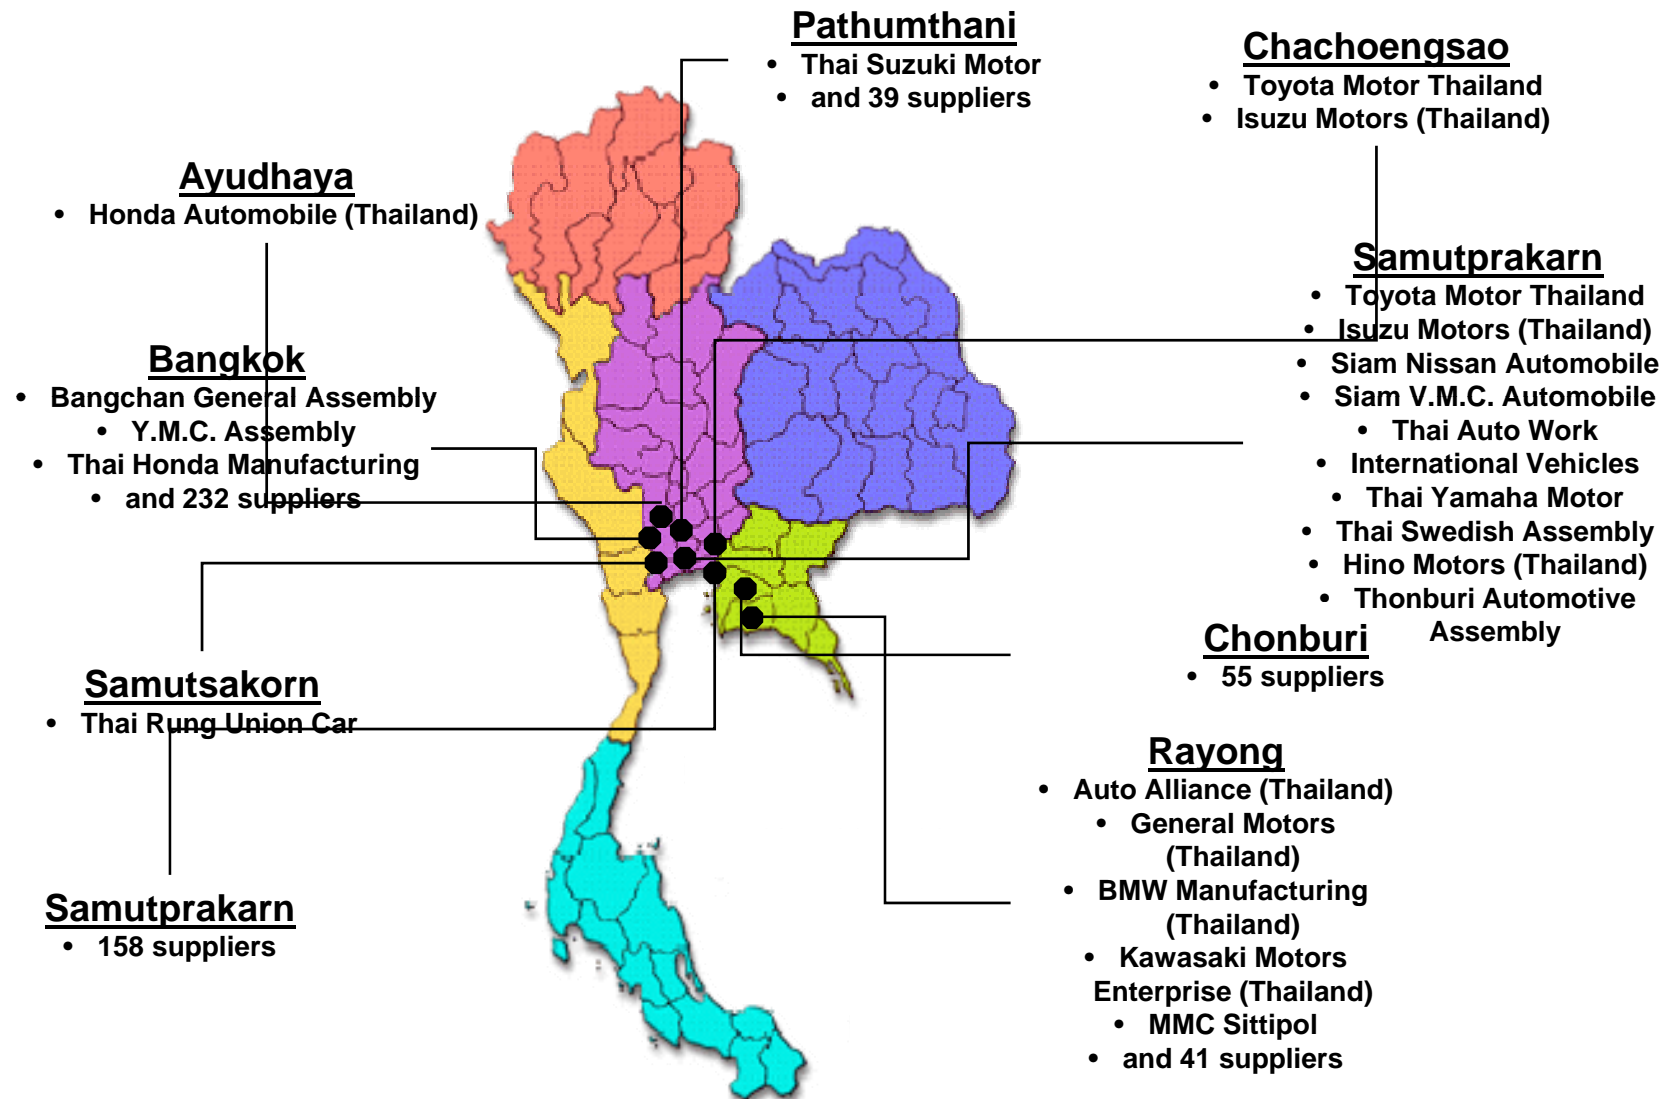 Pathumthani
• Thai Suzuki Motor
• and 39 suppliers
Chachoengsao
• Toyota Motor Thailand
• Isuzu Motors (Thailand)
Ayudhaya
• Honda Automobile (Thailand)
Samutprakarn
• Toyota Motor Thailand
• Isuzu Motors (Thailand)
• Siam Nissan Automobile
• Siam V.M.C. Automobile
• Thai Auto Work
• International Vehicles
• Thai Yamaha Motor
• Thai Swedish Assembly
• Hino Motors (Thailand)
• Thonburi Automotive
Assembly
Bangkok
• Bangchan General Assembly
• Y.M.C. Assembly
• Thai Honda Manufacturing
• and 232 suppliers
Chonburi
• 55 suppliers
Samutsakorn
• Thai Rung Union Car
Rayong
• Auto Alliance (Thailand)
• General Motors
(Thailand)
• BMW Manufacturing
(Thailand)
• Kawasaki Motors
Enterprise (Thailand)
• MMC Sittipol
• and 41 suppliers
Samutprakarn
• 158 suppliers